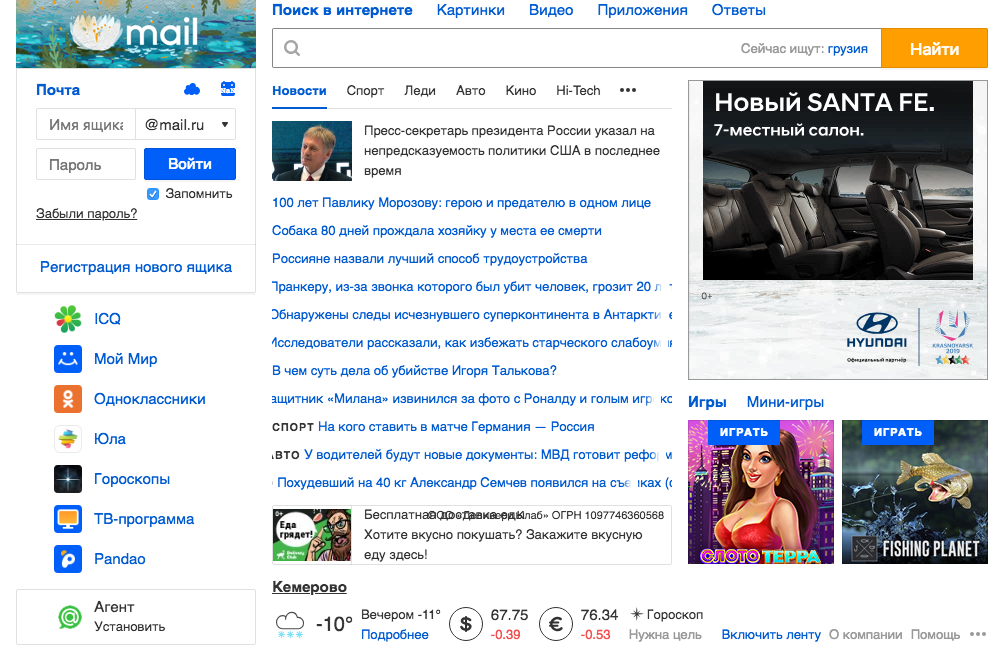 Поиск в интернете Картинки Видео Приложения Ответы
mail
Сейчас ищут: грузия Найти
Почта
Имя ящика @mail.ru
Пароль Войти
Запомнить
Забыли пароль?
Регистрация нового ящика
ICQ
Мой Мир
Одноклассники
Юла
Гороскопы
ТВ-программа
Pandao
Агент
Установить
Новости Спорт Леди Авто Кино Hi-Tech •••
Пресс-секретарь президента России указал на
непредсказуемость политики США в последнее
время
100 лет Павлику Морозову: герою и предателю в одном лице
Собака 80 дней прождала хозяйку у места ее смерти
Россияне назвали лучший способ трудоустройства
Пранкеру, из-за звонка которого был убит человек, грозит 20 л
Обнаружены следы исчезнувшего суперконтинента в Антаркти
Исследователи рассказали, как избежать старческого слабоум
В чем суть дела об убийстве Игоря Талькова?
ащитник «Милана» извинился за фото с Роналду и голым игр
СПОРТ На кого ставить в матче Германия — Россия
АВТО У водителей будут новые документы: МВД готовит рефо
Похудевший на 40 кг Александр Семчев появился на съе
Еда
грядет!
Delivery
Club
Бесплатная доставка еды
ОГРН 1097746360568
Хотите вкусно покушать? Закажите вкусную
еду здесь!
Новый SANTA FE.
7-местный салон.
0+
HYUNDAI
Официальный партнёр
KRASNOYARSK
2019
Игры Мини-игры
ИГРАТЬ
СЛОТО ТЕРРА
ИГРАТЬ
FISHING PLANET
Кемерово
-10° Вечером -11° $ 67.75 € 76.34 Гороскоп
Подробнее -0.39 -0.53 Нужна цель Включить ленту О компании Помощь •••